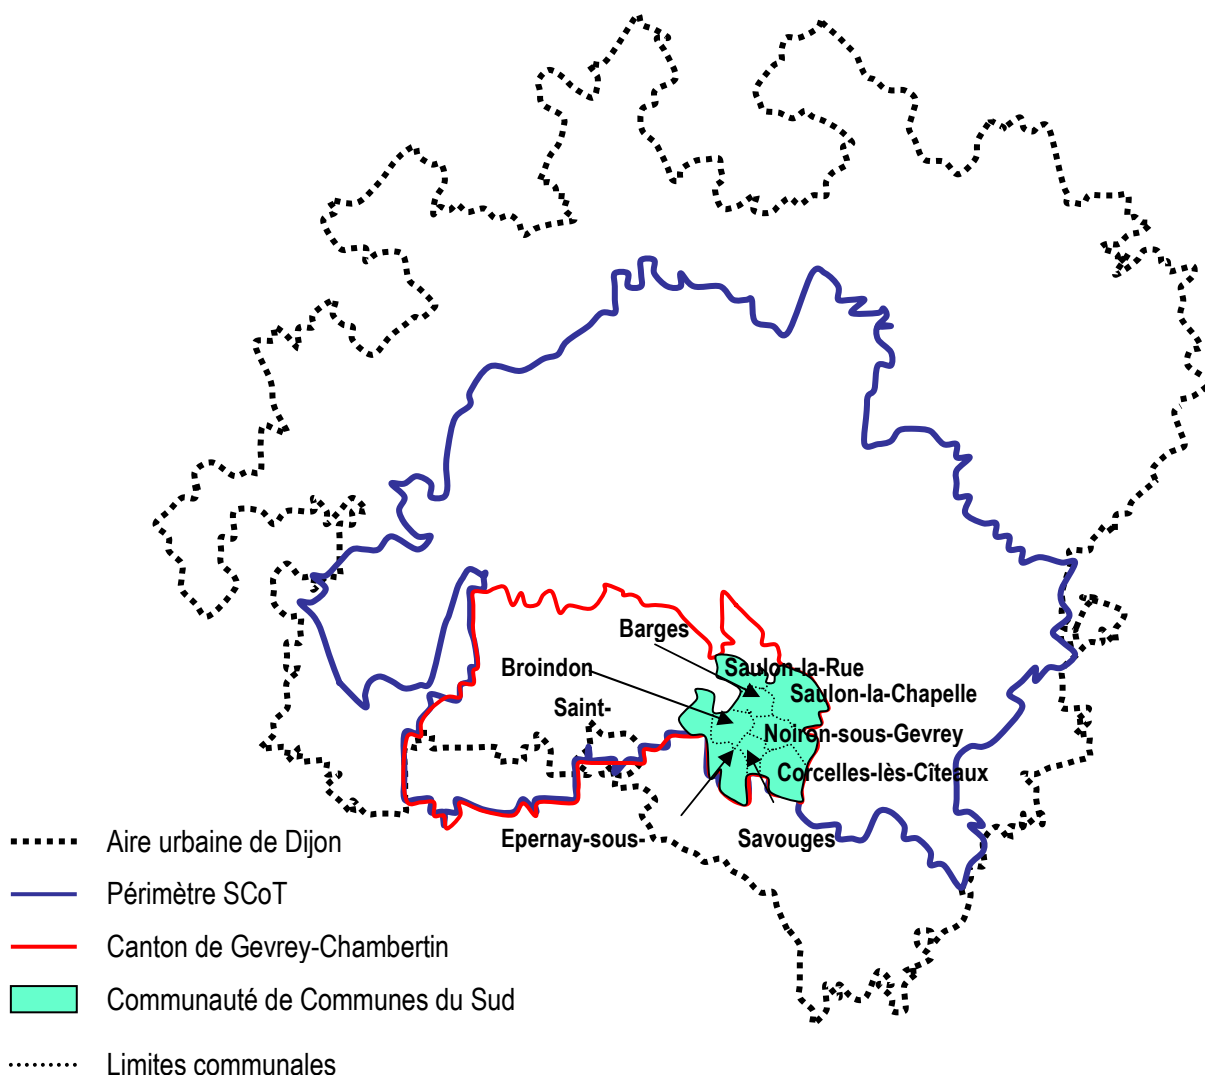 Barges
Broindon
Saulon-la-Rue
Saulon-la-Chapelle
Saint-
Noiron-sous-Gevrey
Corcelles-lès-Cîteaux
Epernay-sous-
Savouges
Aire urbaine de Dijon
Périmètre SCoT
Canton de Gevrey-Chambertin
Communauté de Communes du Sud
Limites communales